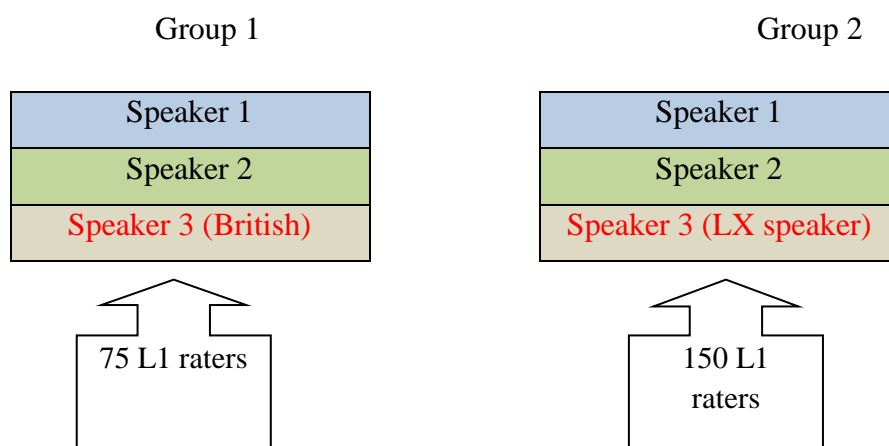 Group 1
Group 2
Speaker 1
Speaker 2
Speaker 3 (British)
75 L1 raters
Speaker 1
Speaker 2
Speaker 3 (LX speaker)
150 L1
raters